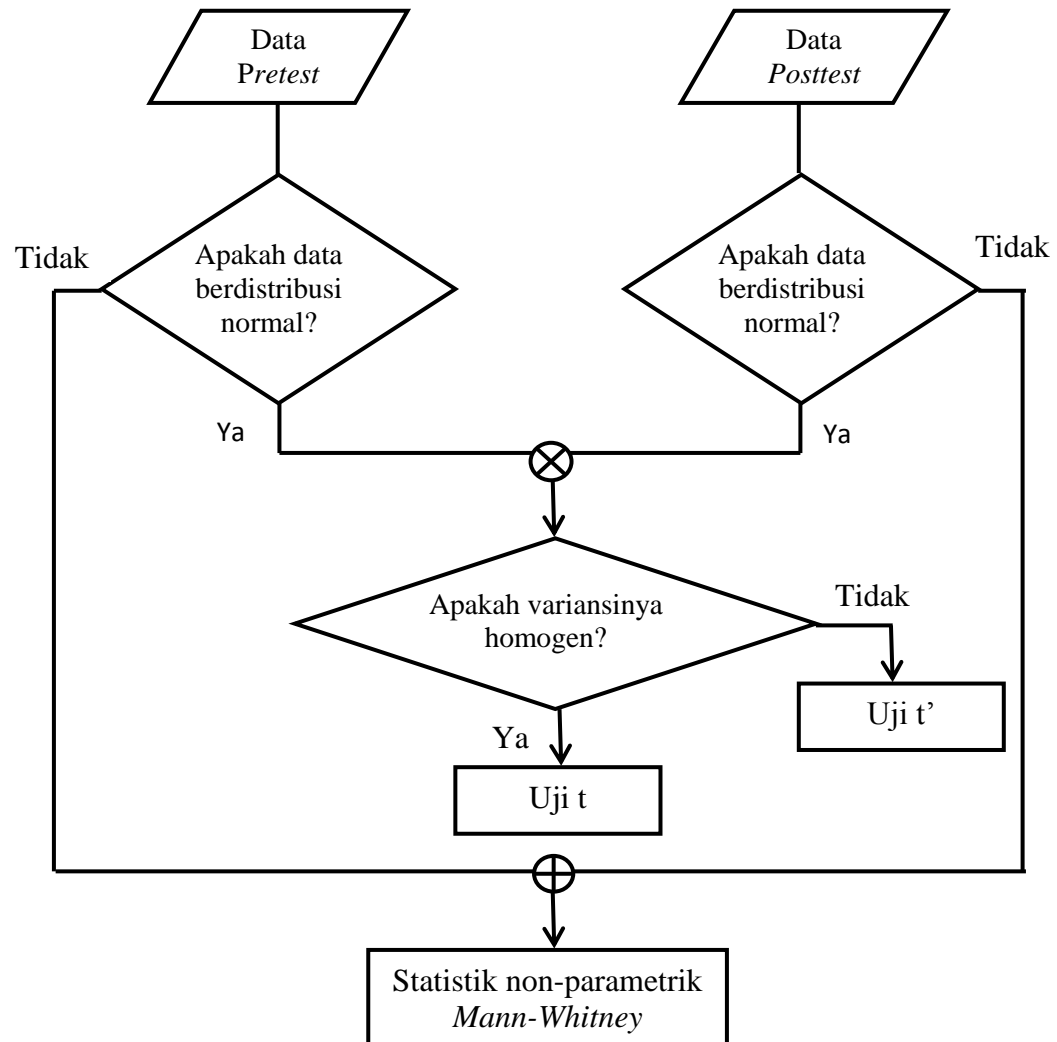 Data
Pretest
Data
Posttest
Tidak
Apakah data
berdistribusi
normal?
Apakah data
berdistribusi
normal?
Tidak
Ya
Ya
Apakah variansinya
homogen?
Tidak
Uji t’
Ya
Uji t
Statistik non-parametrik
Mann-Whitney